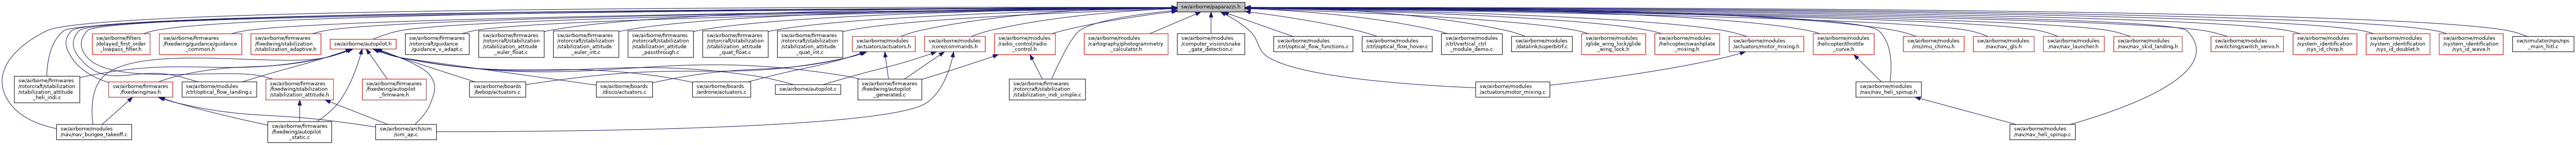 sw/airborne/paparazzi.h
sw/airborne/filters
/delayed_first_order
_lowpass_filter.h
sw/airborne/firmwares
/fixedwing/guidance/guidance
_common.h
sw/airborne/firmwares
/fixedwing/stabilization
/stabilization_adaptive.h
sw/airborne/autopilot.h
sw/airborne/firmwares
/rotorcraft/guidance
/guidance_v_adapt.c
sw/airborne/firmwares
/rotorcraft/stabilization
/stabilization_attitude
_euler_float.c
sw/airborne/firmwares
/rotorcraft/stabilization
/stabilization_attitude
_euler_int.c
sw/airborne/firmwares
/rotorcraft/stabilization
/stabilization_attitude
_passthrough.c
sw/airborne/firmwares
/rotorcraft/stabilization
/stabilization_attitude
_quat_float.c
sw/airborne/firmwares
/rotorcraft/stabilization
/stabilization_attitude
_quat_int.c
sw/airborne/modules
/actuators/actuators.h
sw/airborne/modules
/core/commands.h
sw/airborne/modules
/radio_control/radio
_control.h
sw/airborne/modules
/cartography/photogrammetry
_calculator.h
sw/airborne/modules
/computer_vision/snake
_gate_detection.c
sw/airborne/modules
/ctrl/optical_flow_functions.c
sw/airborne/modules
/ctrl/optical_flow_hover.c
sw/airborne/modules
/ctrl/vertical_ctrl
_module_demo.c
sw/airborne/modules
/datalink/superbitrf.c
sw/airborne/modules
/glide_wing_lock/glide
_wing_lock.h
sw/airborne/modules
/helicopter/swashplate
_mixing.h
sw/airborne/modules
/actuators/motor_mixing.h
sw/airborne/modules
/helicopter/throttle
_curve.h
sw/airborne/modules
/ins/imu_chimu.h
sw/airborne/modules
/nav/nav_gls.h
sw/airborne/modules
/nav/nav_launcher.h
sw/airborne/modules
/nav/nav_skid_landing.h
sw/airborne/modules
/switching/switch_servo.h
sw/airborne/modules
/system_identification
/sys_id_chirp.h
sw/airborne/modules
/system_identification
/sys_id_doublet.h
sw/airborne/modules
/system_identification
/sys_id_wave.h
sw/simulator/nps/nps
_main_hitl.c
sw/airborne/firmwares
/rotorcraft/stabilization
/stabilization_attitude
_heli_indi.c
sw/airborne/firmwares
/fixedwing/nav.h
sw/airborne/modules
/ctrl/optical_flow_landing.c
sw/airborne/firmwares
/fixedwing/stabilization
/stabilization_attitude.h
sw/airborne/firmwares
/fixedwing/autopilot
_firmware.h
sw/airborne/boards
/bebop/actuators.c
sw/airborne/boards
/disco/actuators.c
sw/airborne/boards
/ardrone/actuators.c
sw/airborne/autopilot.c
sw/airborne/firmwares
/fixedwing/autopilot
_generated.c
sw/airborne/firmwares
/rotorcraft/stabilization
/stabilization_indi_simple.c
sw/airborne/modules
/actuators/motor_mixing.c
sw/airborne/modules
/nav/nav_heli_spinup.h
sw/airborne/modules
/nav/nav_bungee_takeoff.c
sw/airborne/firmwares
/fixedwing/autopilot
_static.c
sw/airborne/arch/sim
/sim_ap.c
sw/airborne/modules
/nav/nav_heli_spinup.c